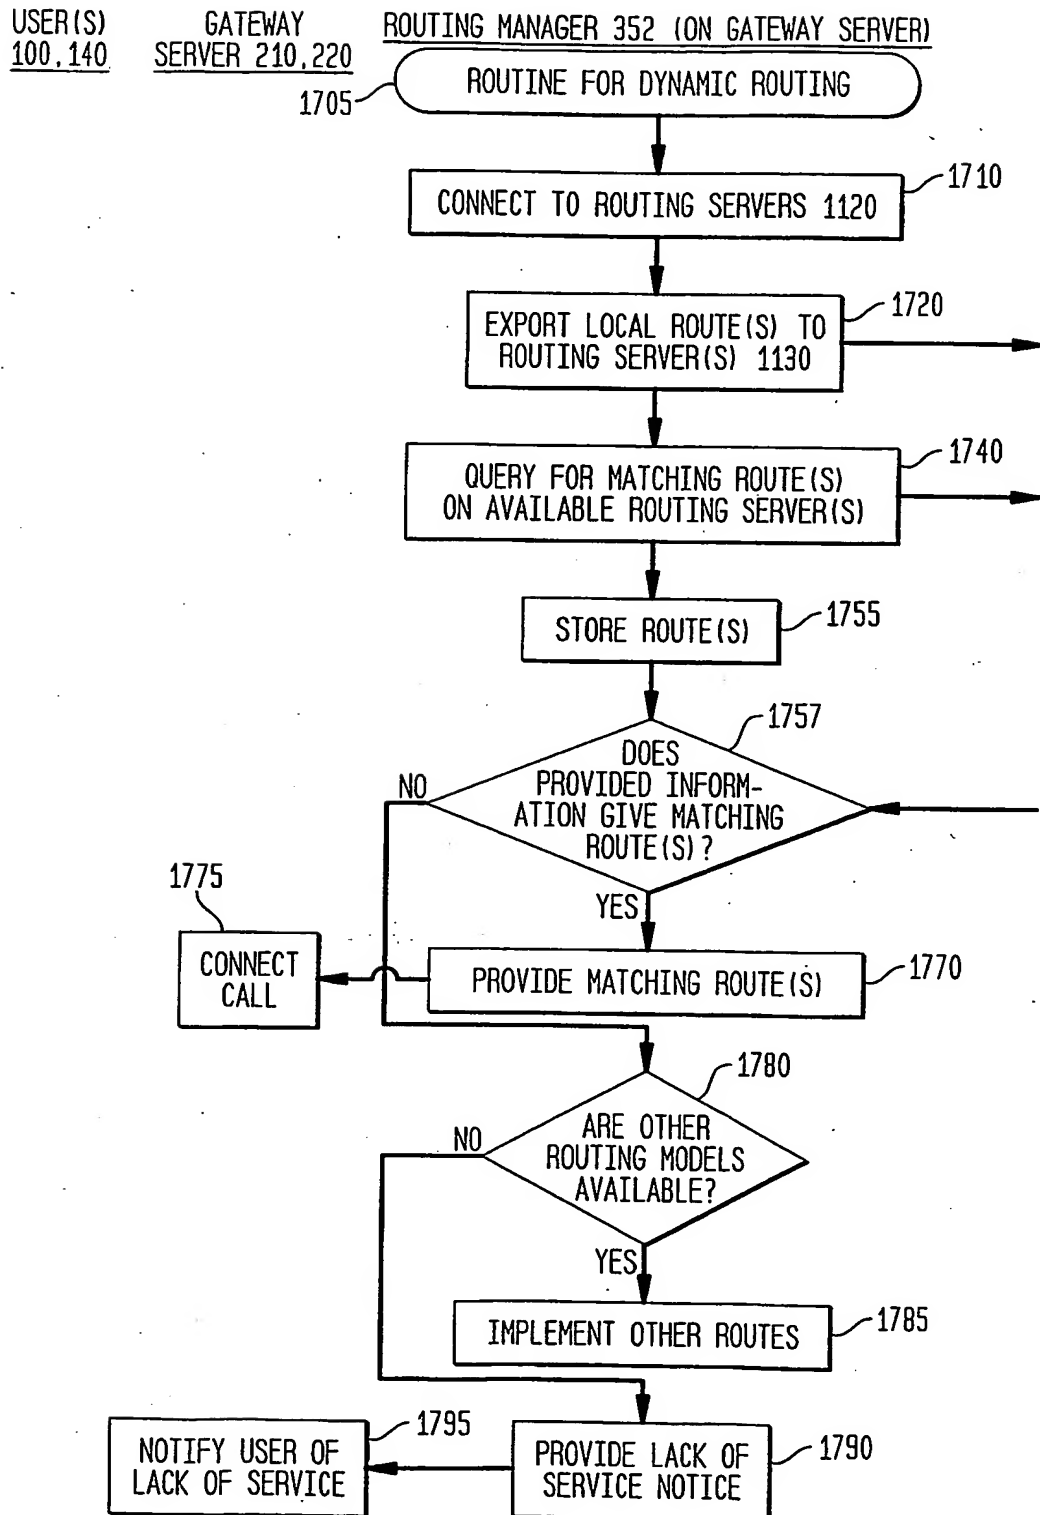 USER(S)
100,140
GATEWAY
SERVER 210,220
ROUTING MANAGER 352 (ON GATEWAY SERVER)
ROUTINE FOR DYNAMIC ROUTING
1705
1710
CONNECT TO ROUTING SERVERS 1120
1720
EXPORT LOCAL ROUTE(S) TO
ROUTING SERVER(S) 1130
1740
QUERY FOR MATCHING ROUTE(S)
ON AVAILABLE ROUTING SERVER(S)
1755
STORE ROUTE(S)
1757
DOES
PROVIDED INFORM-
ATION GIVE MATCHING
ROUTE(S)?
NO
YES
1775
CONNECT
CALL
PROVIDE MATCHING ROUTE(S)
1770
1780
ARE OTHER
ROUTING MODELS
AVAILABLE?
NO
YES
IMPLEMENT OTHER ROUTES
1785
1795
NOTIFY USER OF
LACK OF SERVICE
PROVIDE LACK OF
SERVICE NOTICE
1790